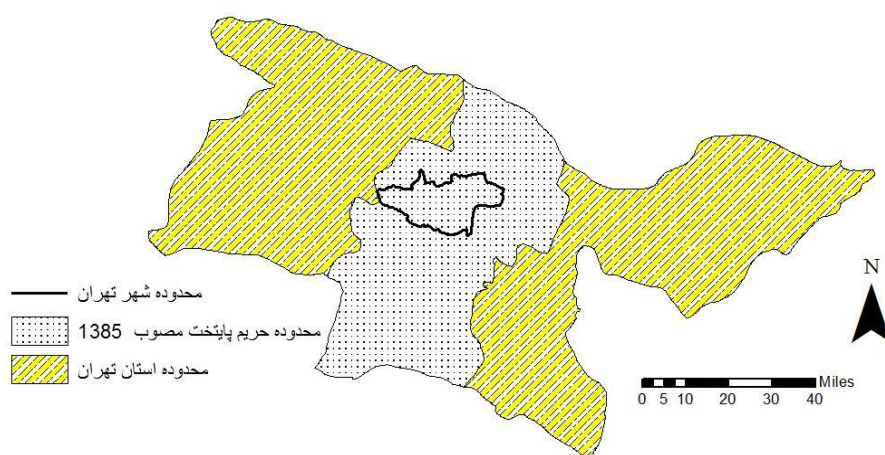 محدوده شهر تهران
محدوده حریم پایتخت مصوب 1385
محدوده استان تهران
N
Miles
0 5 10 20 30 40